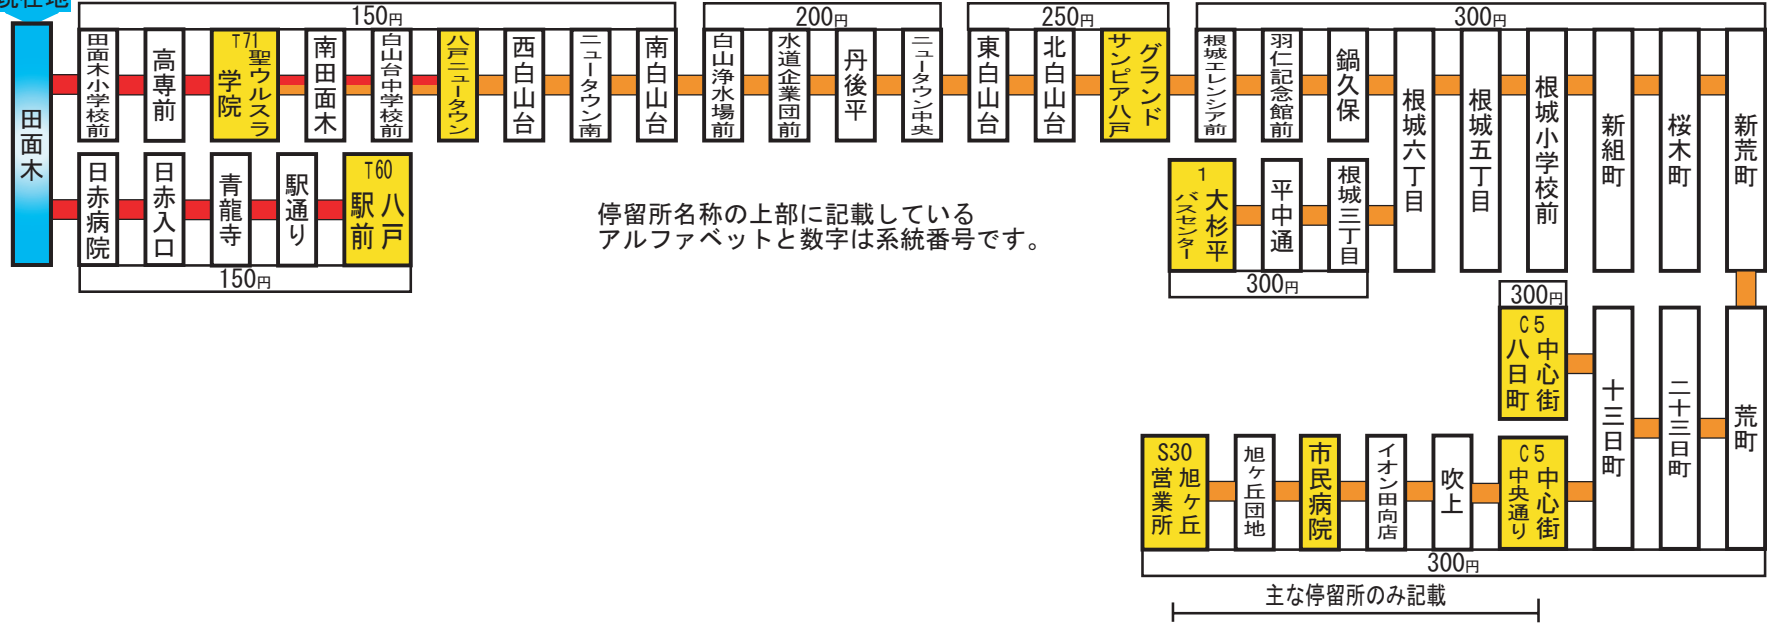 現在地
田面木
150円
田面木小学校前
高専前
T71
聖ウルスラ
学院
南田面木
白山台中学校前
八戸ニュータウン
西白山台
ニュータウン南
南白山台
200円
白山浄水場前
水道企業団前
丹後平
ニュータウン中央
250円
東白山台
北白山台
グランド
サンピア八戸
300円
根城エレンシア前
羽仁記念館前
鍋久保
根城六丁目
根城五丁目
根城小学校前
新組町
桜木町
新荒町
日赤病院
日赤入口
青龍寺
駅通り
T60
八戸
駅前
150円
停留所名称の上部に記載している
アルファベットと数字は系統番号です。
1
大杉平
バスセンター
平中通
根城三丁目
300円
300円
C5
中心街
八日町
十三日町
二十三日町
荒町
S30
旭ヶ丘
営業所
旭ヶ丘団地
市民病院
イオン田向店
吹上
C5
中心街
中央通り
300円
主な停留所のみ記載